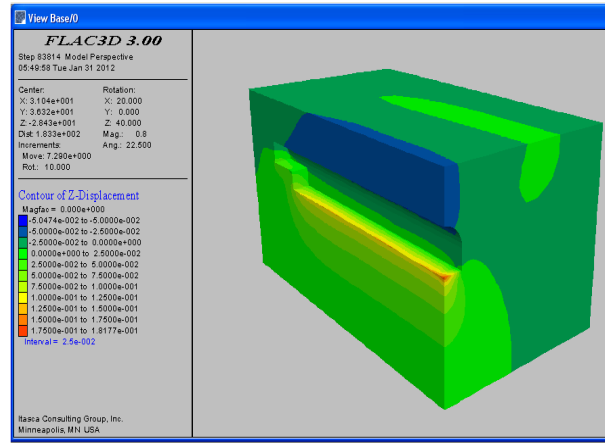 View Base/0
FLAC3D 3.00
Step 83814 Model Perspective
05:49:58 Tue Jan 31 2012
Center: Rotation:
X: 3.104e+001 X: 20.000
Y: 3.632e+001 Y: 0.000
Z: -2.843e+001 Z: 40.000
Dist: 1.833e+002 Mag.: 0.8
Increments: Ang.: 22.500
Move: 7.290e+000
Rot.: 10.000
Contour of Z-Displacement
Magfac = 0.000e+000
-5.0474e-002 to -5.0000e-002
-5.0000e-002 to -2.5000e-002
-2.5000e-002 to 0.0000e+000
0.0000e+000 to 2.5000e-002
2.5000e-002 to 5.0000e-002
5.0000e-002 to 7.5000e-002
7.5000e-002 to 1.0000e-001
1.0000e-001 to 1.2500e-001
1.2500e-001 to 1.5000e-001
1.5000e-001 to 1.7500e-001
1.7500e-001 to 1.8177e-001
Interval = 2.5e-002
Itasca Consulting Group, Inc.
Minneapolis, MN USA